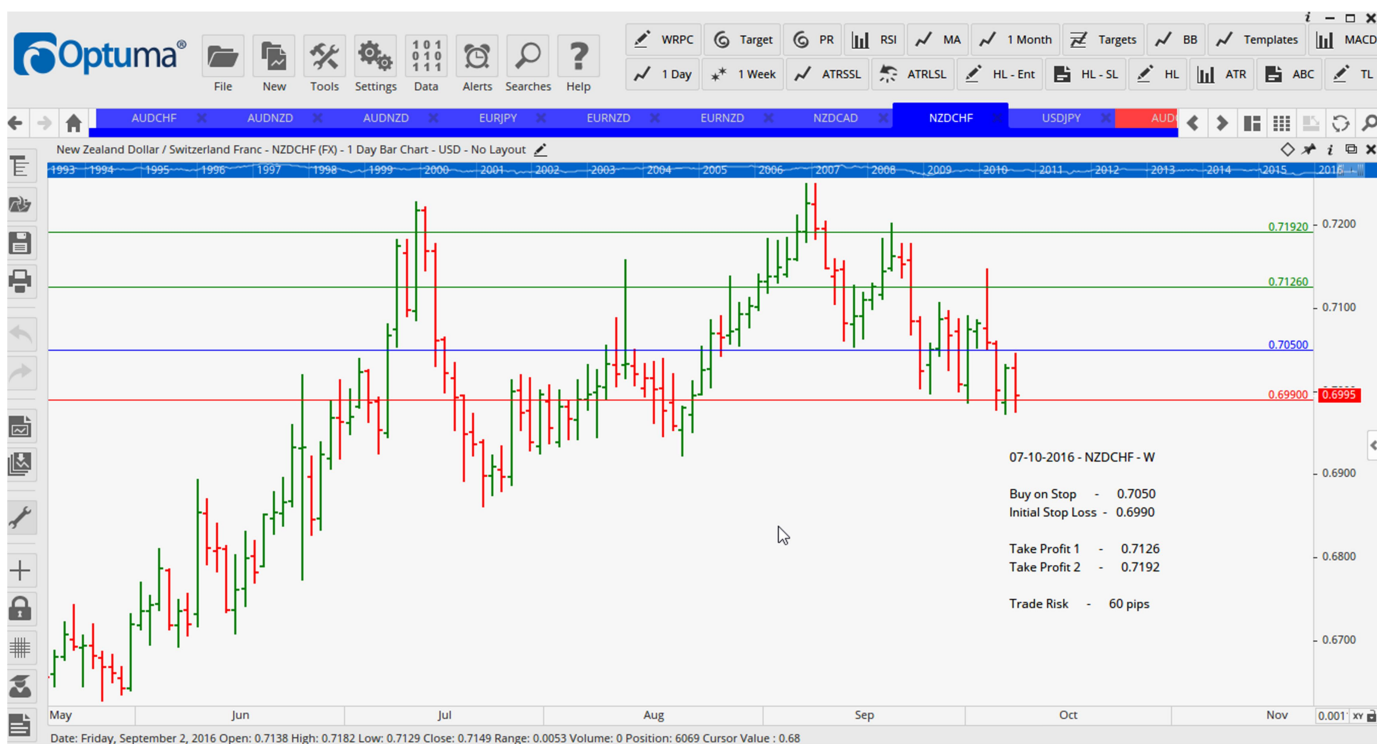 i
Optuma®
File New Tools Settings Data Alerts Searches Help
101
010
111
WRPC Target PR RSI MA 1 Month Targets BB Templates MACD
1 Day 1 Week ATRSSL ATRLSL HL - Ent HL - SL HL ATR ABC TL
AUDCHF AUDNZD AUDNZD EURJPY EURNZD EURNZD NZDCAD NZDCHF USDJPY
New Zealand Dollar / Switzerland Franc - NZDCHF (FX) - 1 Day Bar Chart - USD - No Layout
1993 1994 1995 1996 1997 1998 1999 2000 2001 2002 2003 2004 2005 2006 2007 2008 2009 2010 2011 2012 2013 2014 2015 2016
0.71920
0.7200
0.71260
0.7100
0.70500
0.69900
0.6995
0.6900
0.6800
0.6700
07-10-2016 - NZDCHF - W
Buy on Stop - 0.7050
Initial Stop Loss - 0.6990
Take Profit 1 - 0.7126
Take Profit 2 - 0.7192
Trade Risk - 60 pips
May Jun Jul Aug Sep Oct Nov
XY
Date: Friday, September 2, 2016 Open: 0.7138 High: 0.7182 Low: 0.7129 Close: 0.7149 Range: 0.0053 Volume: 0 Position: 6069 Cursor Value : 0.68